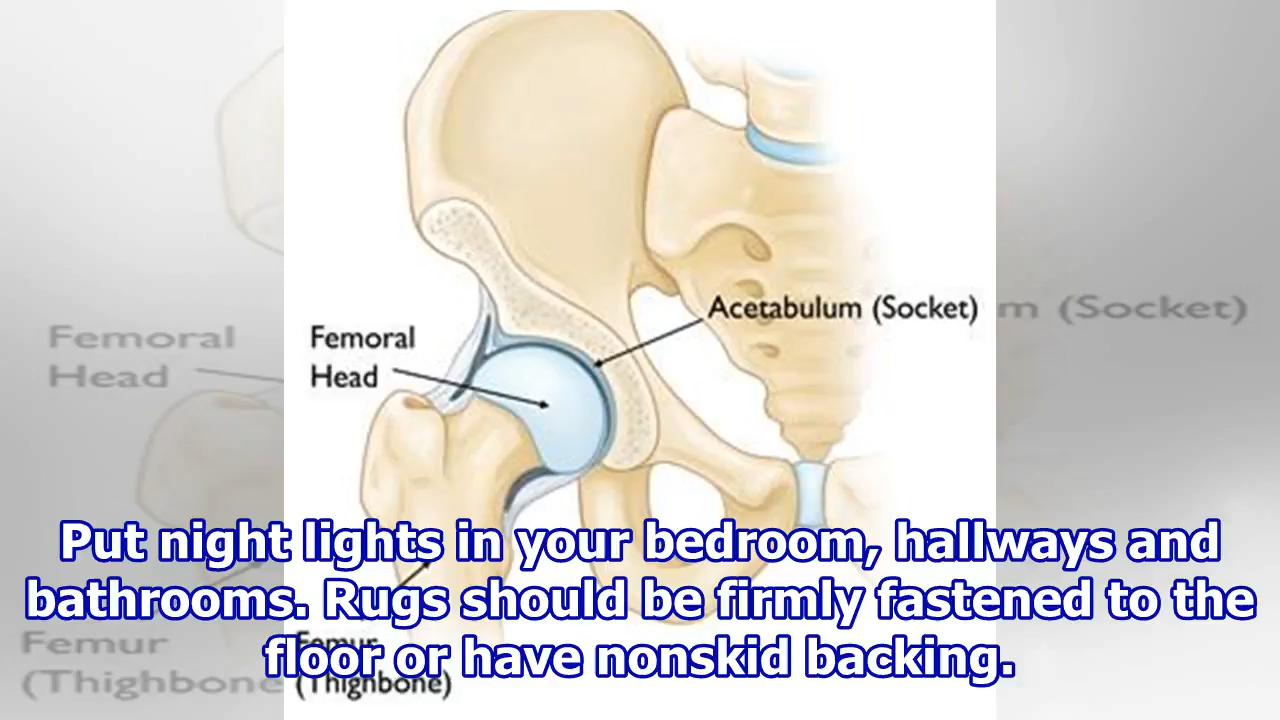 Acetabulum (Socket)
m (Socket)
Femoral
Head
Femoral
Head
Put night lights in your bedroom, hallways and
bathrooms. Rugs should be firmly fastened to the
floor or have nonskid backing.
Femur
(Thighbone)
Femur
(Thighbone)